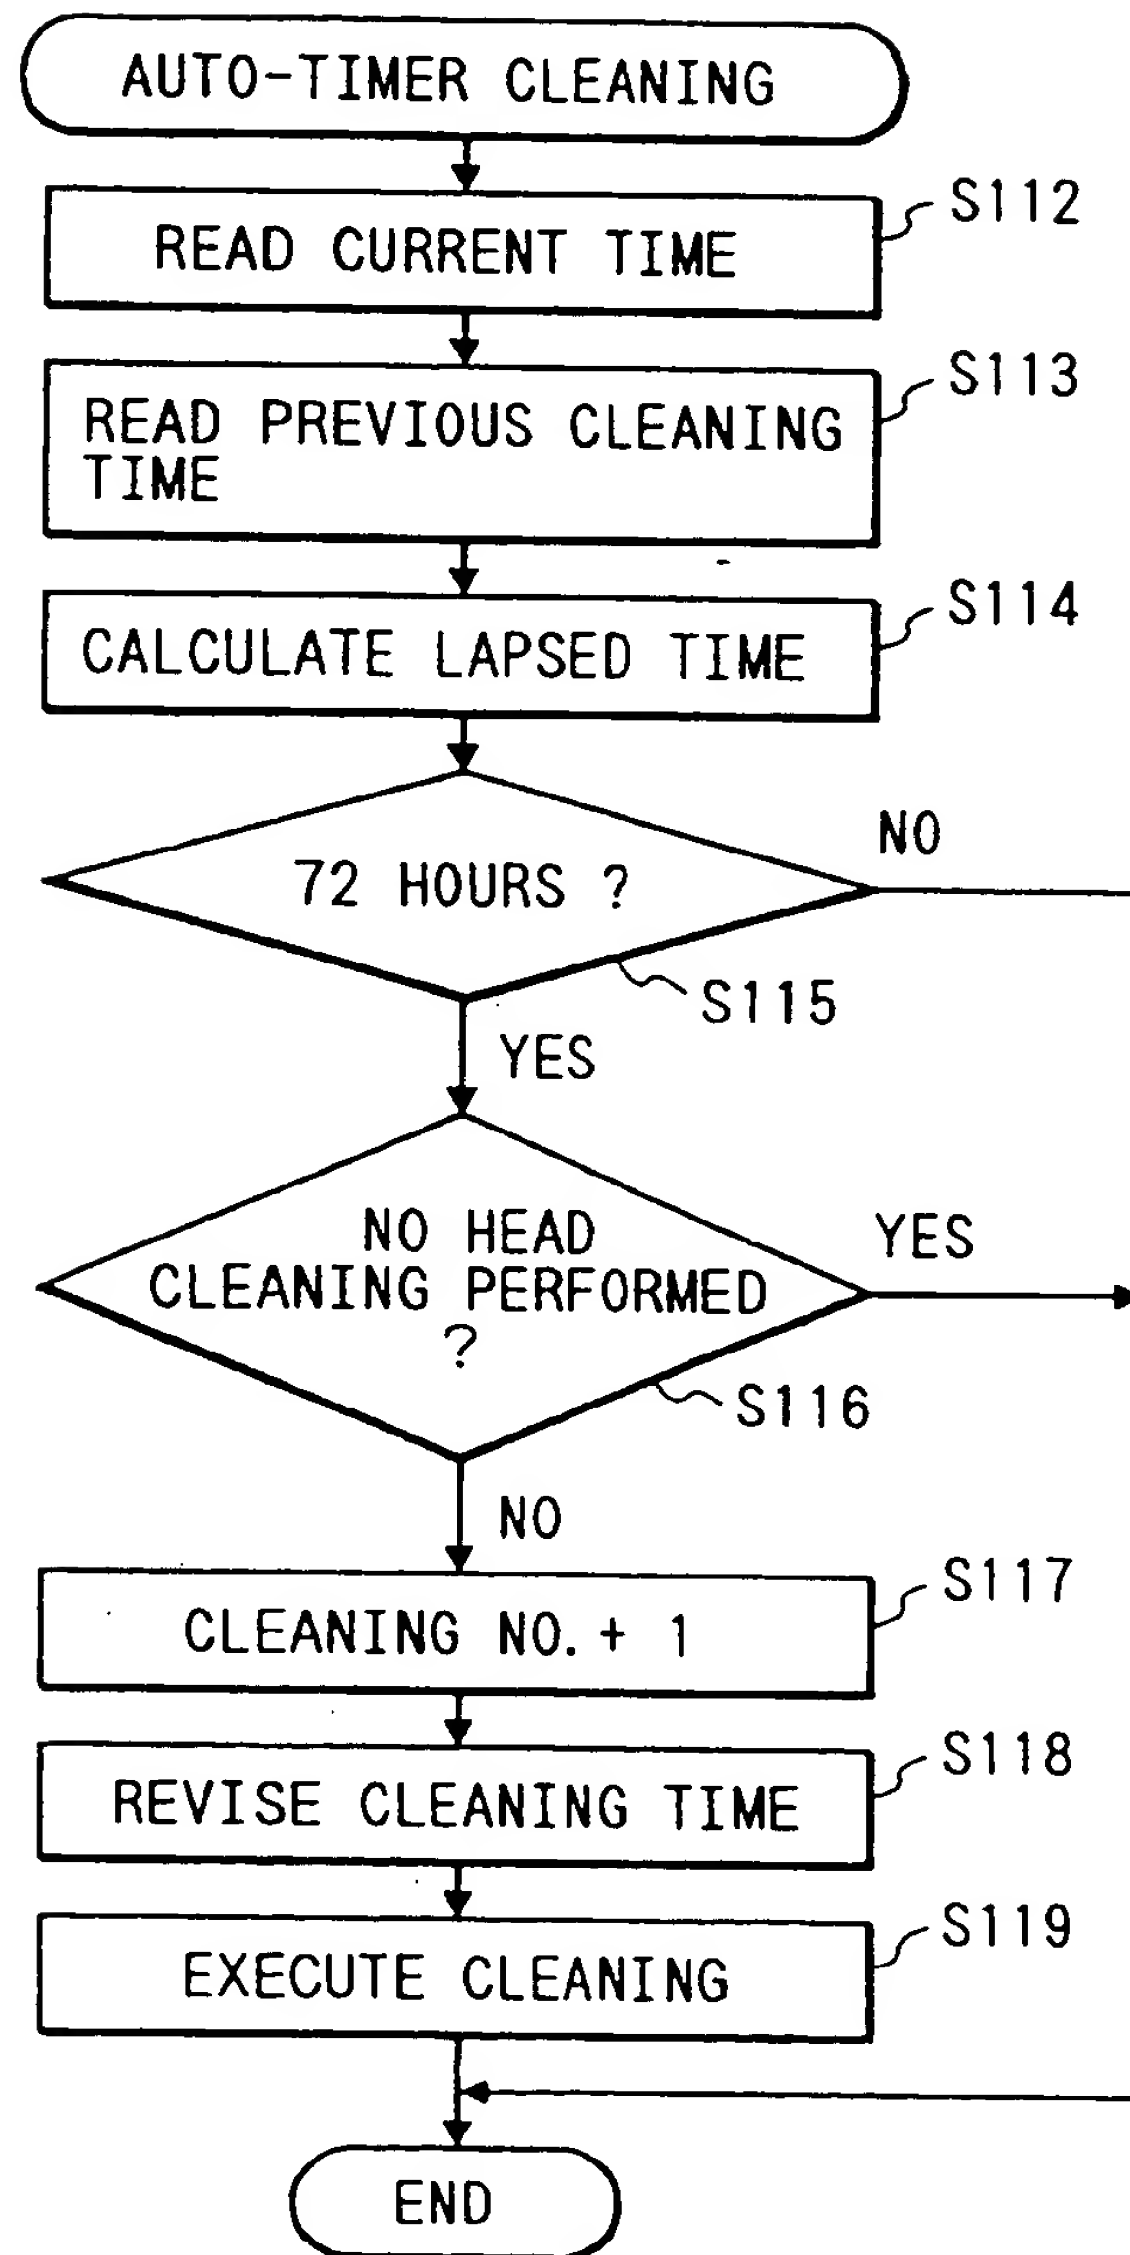 AUTO-TIMER CLEANING
S112
READ CURRENT TIME
S113
READ PREVIOUS CLEANING
TIME
S114
CALCULATE LAPSED TIME
NO
72 HOURS ?
S115
YES
NO HEAD
CLEANING PERFORMED
?
YES
S116
NO
S117
CLEANING NO. + 1
S118
REVISE CLEANING TIME
S119
EXECUTE CLEANING
END